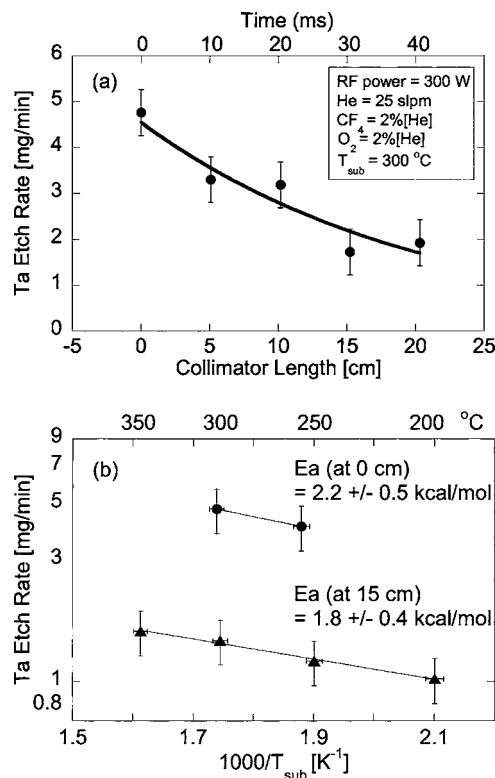 Time (ms)
0 10 20 30 40
(a)
RF power = 300 W
He = 25 slpm
CF4 = 2%[He]
O2 = 2%[He]
Tsub = 300 °C
Ta Etch Rate [mg/min]
6
5
4
3
2
1
0
-5 0 5 10 15 20 25
Collimator Length [cm]
350 300 250 200 °C
(b)
Ea (at 0 cm)
= 2.2 +/- 0.5 kcal/mol
Ea (at 15 cm)
= 1.8 +/- 0.4 kcal/mol
Ta Etch Rate [mg/min]
9
7
5
3
1
0.8
1.5 1.7 1.9 2.1
1000/Tsub [K-1]